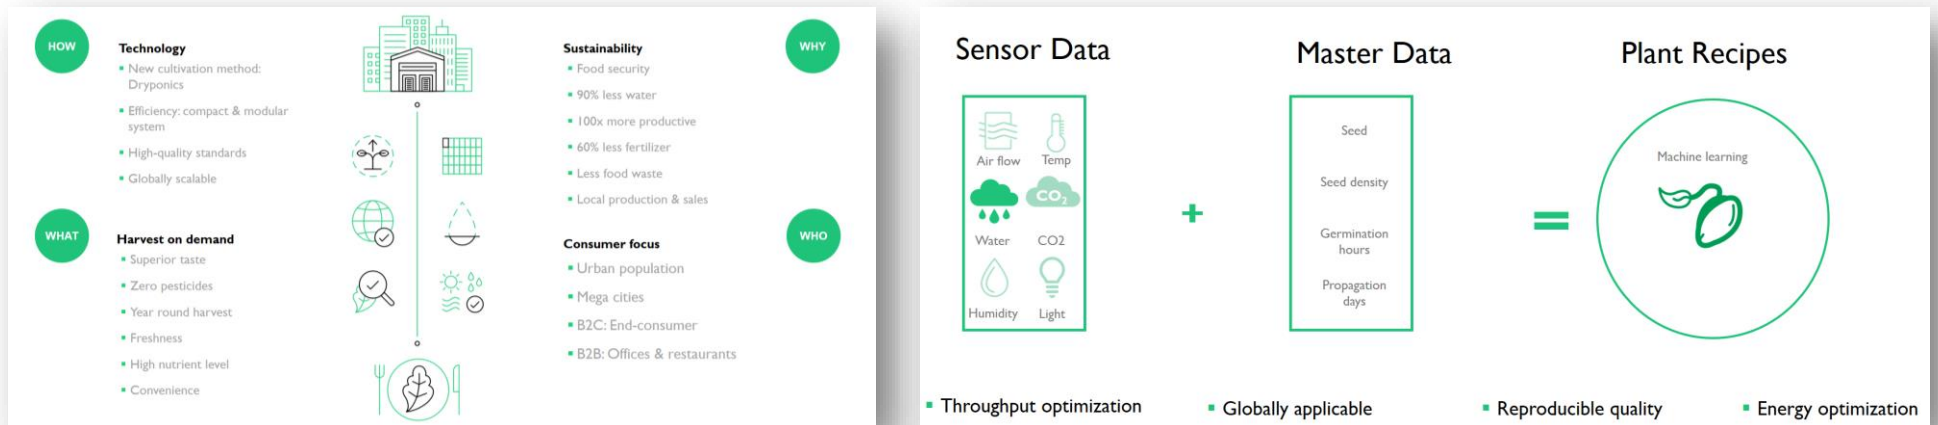 HOW
Technology
▪ New cultivation method:
Dryponics
▪ Efficiency: compact & modular
system
▪ High-quality standards
▪ Globally scalable
WHAT
Harvest on demand
▪ Superior taste
▪ Zero pesticides
▪ Year round harvest
▪ Freshness
▪ High nutrient level
▪ Convenience
WHY
Sustainability
▪ Food security
▪ 90% less water
▪ 100x more productive
▪ 60% less fertilizer
▪ Less food waste
▪ Local production & sales
WHO
Consumer focus
▪ Urban population
▪ Mega cities
▪ B2C: End-consumer
▪ B2B: Offices & restaurants
Sensor Data
Air flow Temp
CO2
Water CO2
Humidity Light
+
Master Data
Seed
Seed density
Germination
hours
Propagation
days
=
Plant Recipes
Machine learning
▪ Throughput optimization
▪ Globally applicable
▪ Reproducible quality
▪ Energy optimization